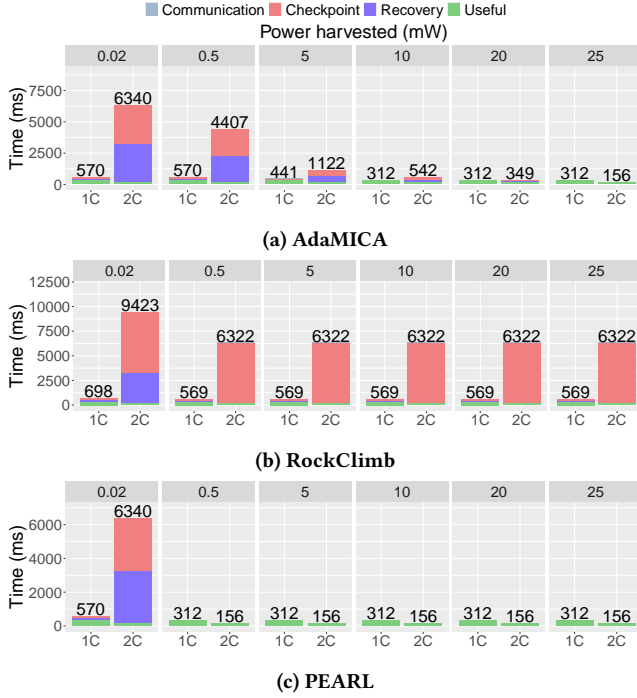 Communication Checkpoint Recovery Useful
Power harvested (mW)
0.02 0.5 5 10 20 25
Time (ms)
7500
5000
2500
0
570 6340 570 4407 441 1122 312 542 312 349 312 156
1C 2C 1C 2C 1C 2C 1C 2C 1C 2C 1C 2C
(a) AdaMICA
0.02 0.5 5 10 20 25
Time (ms)
12500
10000
7500
5000
2500
0
698 9423 569 6322 569 6322 569 6322 569 6322 569 6322
1C 2C 1C 2C 1C 2C 1C 2C 1C 2C 1C 2C
(b) RockClimb
0.02 0.5 5 10 20 25
Time (ms)
6000
4000
2000
0
570 6340 312 156 312 156 312 156 312 156 312 156
1C 2C 1C 2C 1C 2C 1C 2C 1C 2C 1C 2C
(c) PEARL